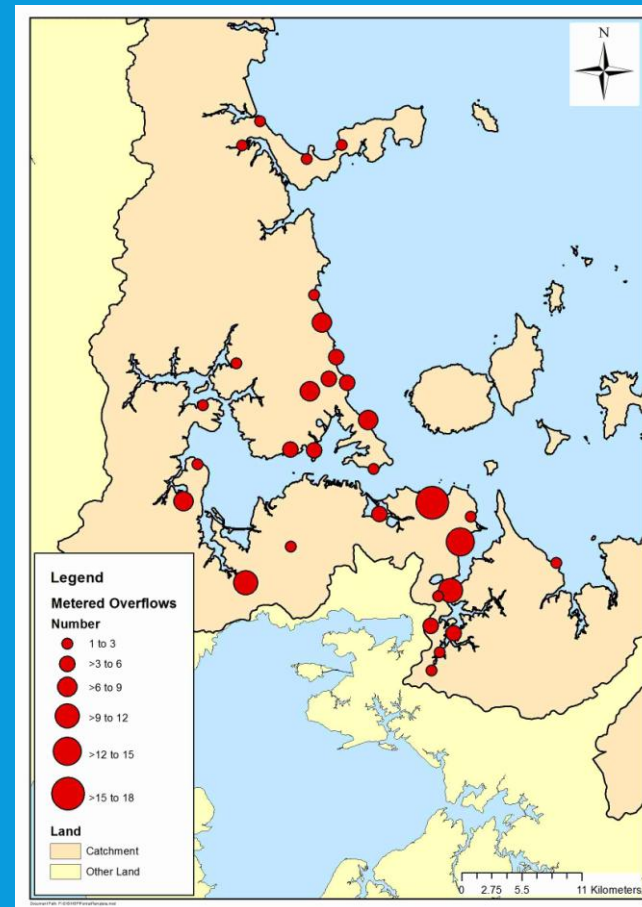 N
Legend
Metered Overflows
Number
1 to 3
>3 to 6
>6 to 9
>9 to 12
>12 to 15
>15 to 18
Land
Catchment
Other Land
0 2.75 5.5 11 Kilometers